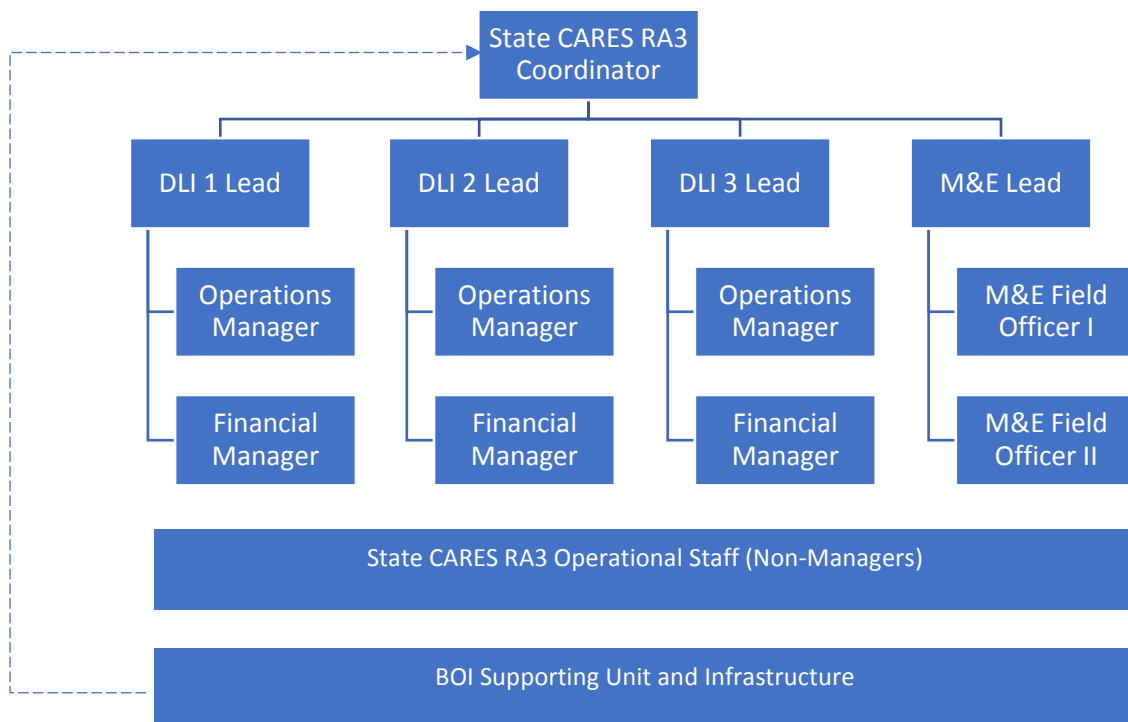 State CARES RA3
Coordinator
DLI 1 Lead
DLI 2 Lead
DLI 3 Lead
M&E Lead
Operations
Manager
Operations
Manager
Operations
Manager
M&E Field
Officer I
Financial
Manager
Financial
Manager
Financial
Manager
M&E Field
Officer II
State CARES RA3 Operational Staff (Non-Managers)
BOI Supporting Unit and Infrastructure